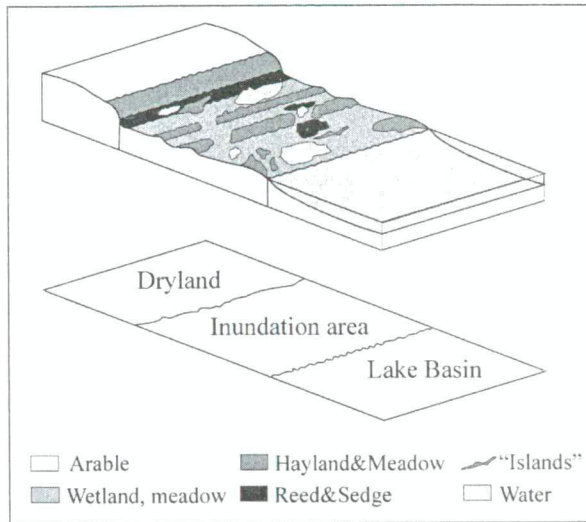 Dryland
Inundation area
Lake Basin
Arable
Hayland&Meadow
"Islands"
Wetland, meadow
Reed&Sedge
Water